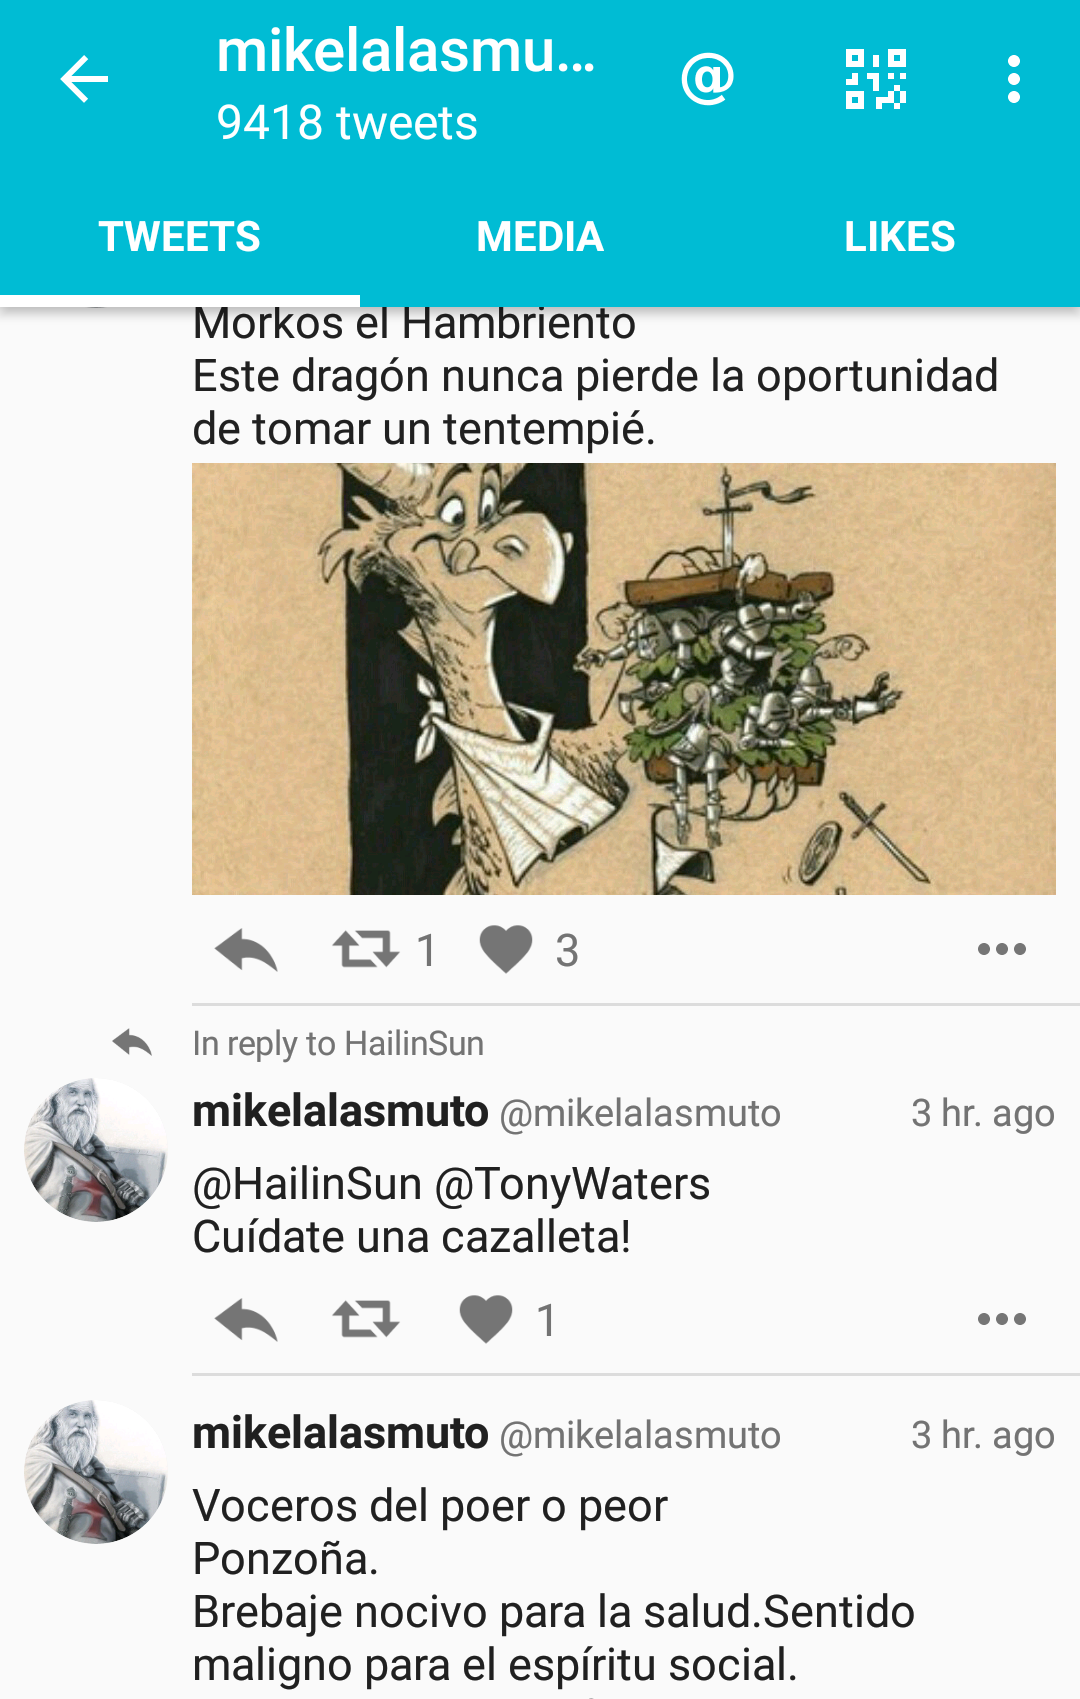 mikelalasmu...
9418 tweets
TWEETS
MEDIA
LIKES
Morkos el Hambriento
Este dragón nunca pierde la oportunidad
de tomar un tentempié.
1
3
In reply to HailinSun
mikelalasmuto @mikelalasmuto 3 hr. ago
@HailinSun @TonyWaters
Cuídate una cazalleta!
1
mikelalasmuto @mikelalasmuto 3 hr. ago
Voceros del poer o peor
Ponzoña.
Brebaje nocivo para la salud.Sentido
maligno para el espíritu social.